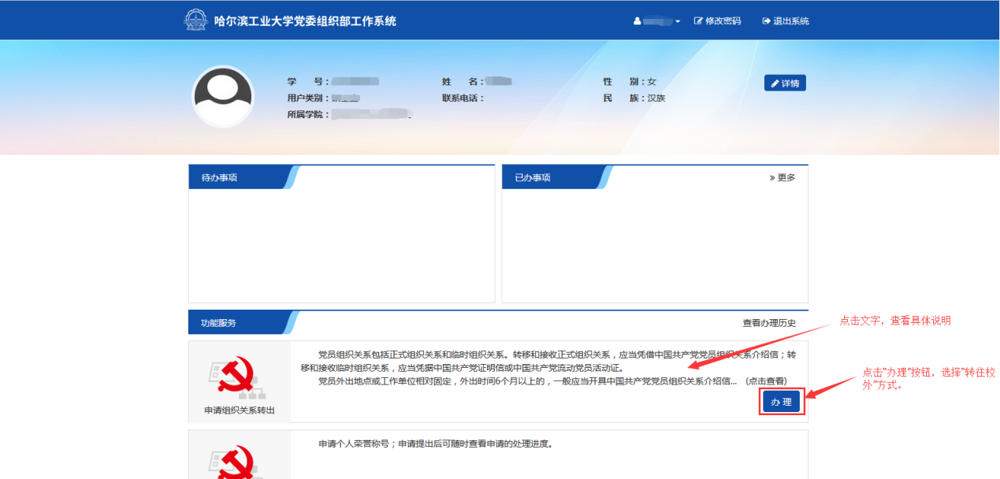 哈尔滨工业大学党委组织部工作系统
修改密码
退出系统
学 号：
姓 名：
性 别：女
详情
用户类别：
联系电话：
民 族：汉族
所属学院：
待办事项
已办事项
» 更多
功能服务
查看办理历史
点击文字，查看具体说明
党员组织关系包括正式组织关系和临时组织关系。转移和接收正式组织关系，应当凭借中国共产党党员组织关系介绍信；转
移和接收临时组织关系，应当凭据中国共产党证明信或中国共产党流动党员活动证。
党员外出地点或工作单位相对固定，外出时间6个月以上的，一般应当开具中国共产党党员组织关系介绍信... (点击查看)
点击“办理”按钮，选择“转往校
外”方式。
办 理
申请组织关系转出
申请个人荣誉称号；申请提出后可随时查看申请的处理进度。